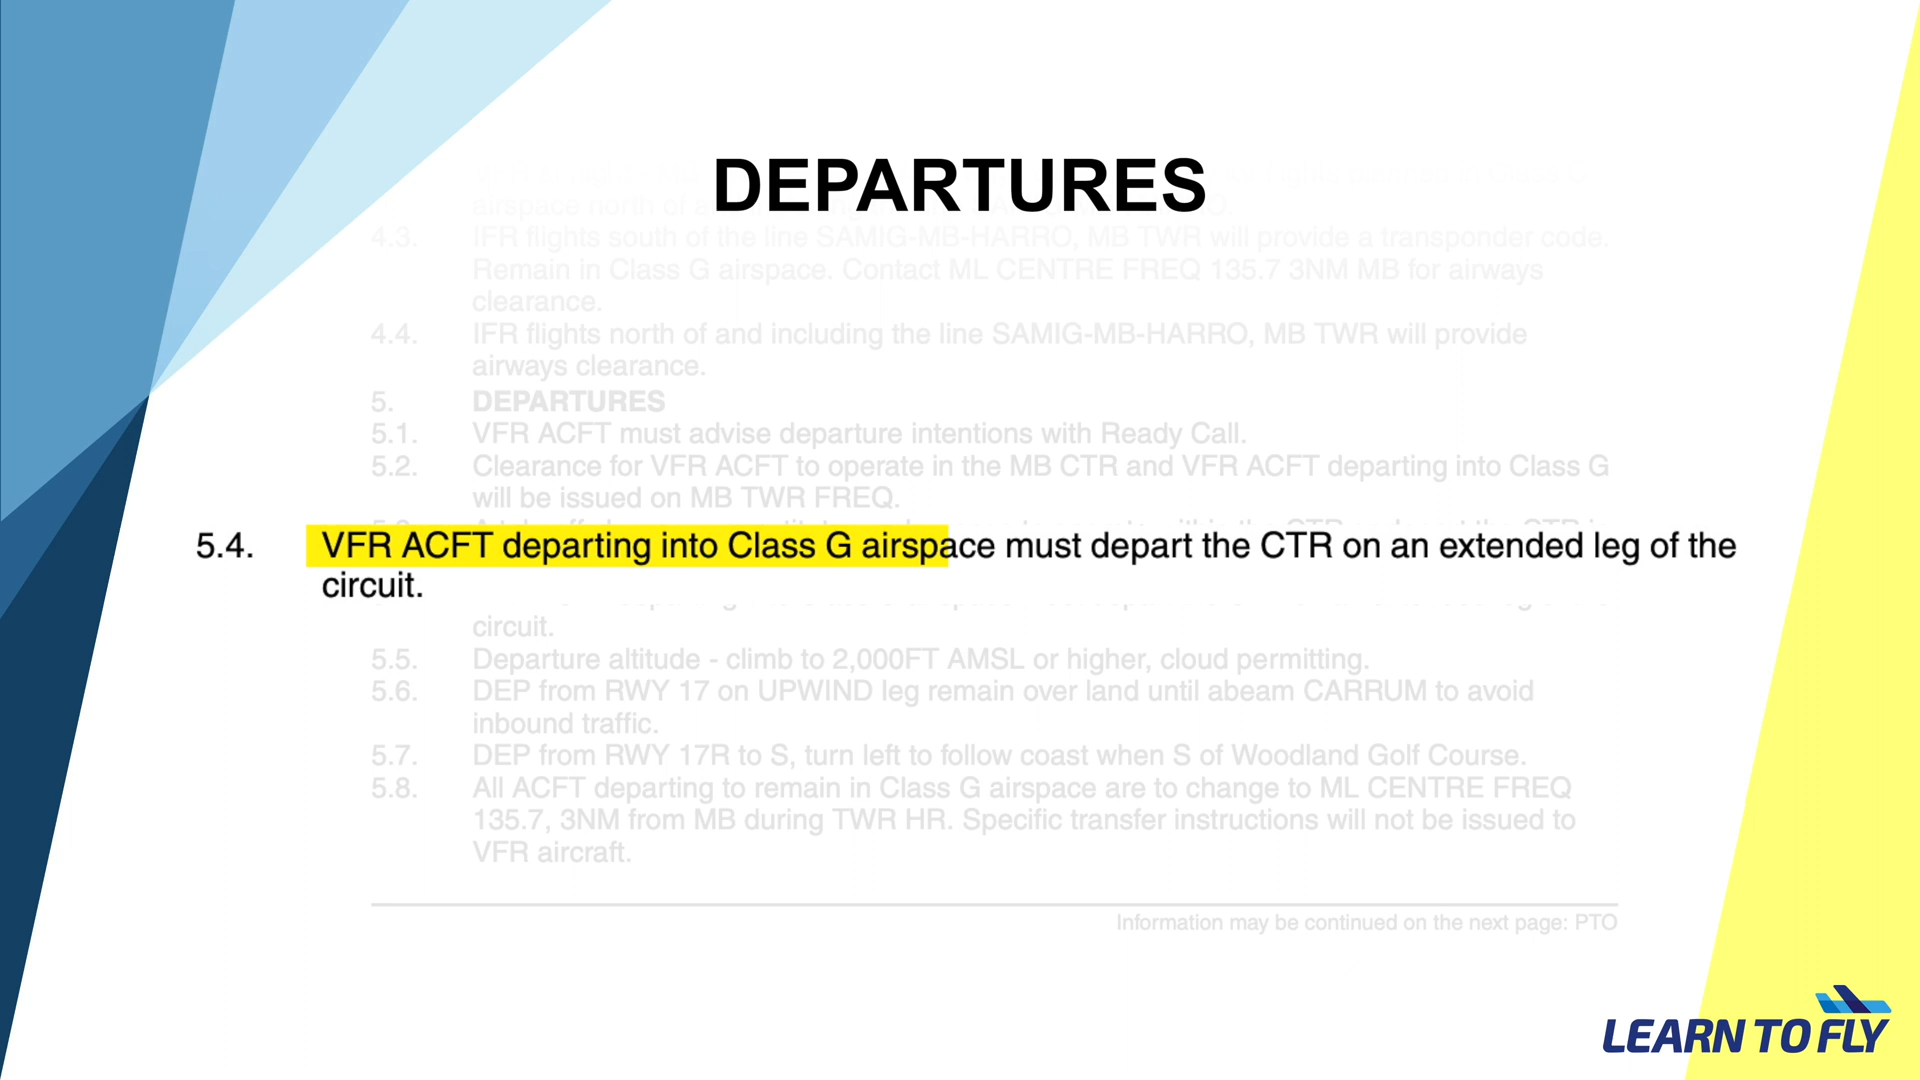 DEPARTURES
airspace north of a
4.3. IFR flights south of the line SAMIG-MB-HARRO, MB TWR will provide a transponder code.
Remain in Class G airspace. Contact ML CENTRE FREQ 135.7 3NM MB for airways
clearance.
4.4. IFR flights north of and including the line SAMIG-MB-HARRO, MB TWR will provide
airways clearance.
5. DEPARTURES
5.1. VFR ACFT must advise departure intentions with Ready Call.
5.2. Clearance for VFR ACFT to operate in the MB CTR and VFR ACFT departing into Class G
will be issued on MB TWR FREQ.
5.4. VFR ACFT departing into Class G airspace must depart the CTR on an extended leg of the
circuit.
circuit.
5.5. Departure altitude - climb to 2,000FT AMSL or higher, cloud permitting.
5.6. DEP from RWY 17 on UPWIND leg remain over land until abeam CARRUM to avoid
inbound traffic.
5.7. DEP from RWY 17R to S, turn left to follow coast when S of Woodland Golf Course.
5.8. All ACFT departing to remain in Class G airspace are to change to ML CENTRE FREQ
135.7, 3NM from MB during TWR HR. Specific transfer instructions will not be issued to
VFR aircraft.
Information may be continued on the next page: PTO
LEARN TO FLY